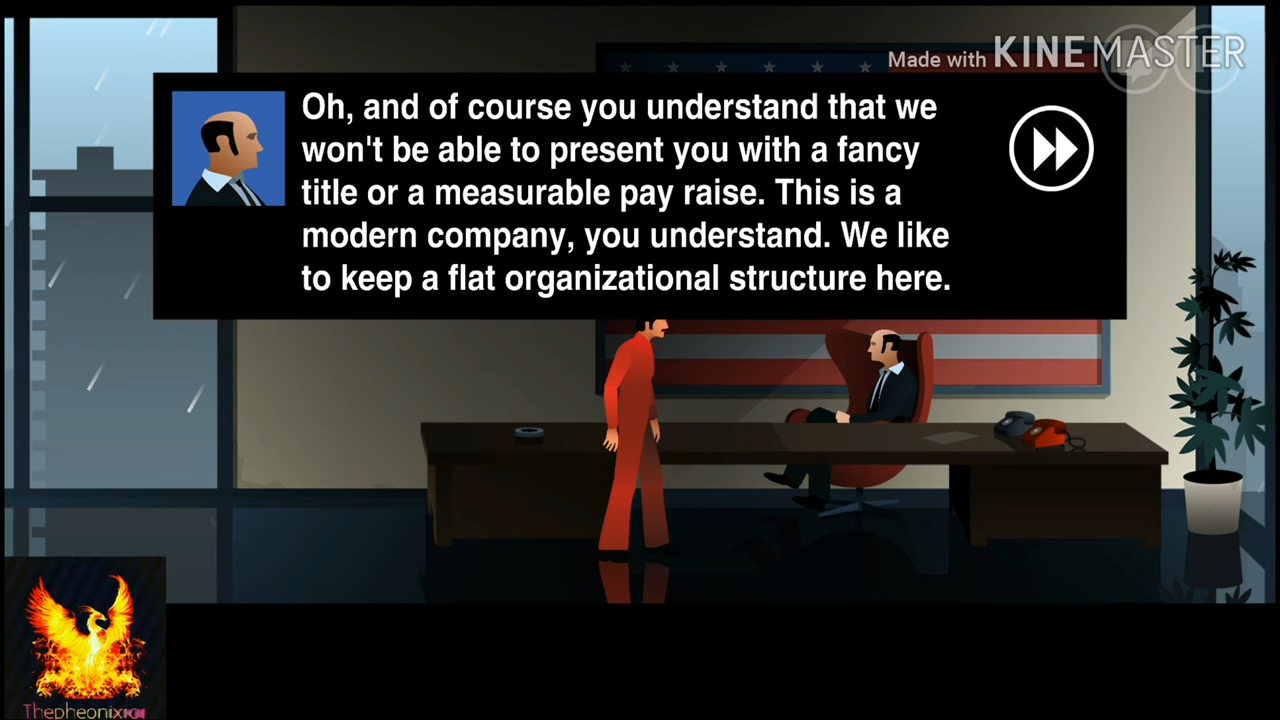 Made with KINEMASTER
Oh, and of course you understand that we
won't be able to present you with a fancy
title or a measurable pay raise. This is a
modern company, you understand. We like
to keep a flat organizational structure here.